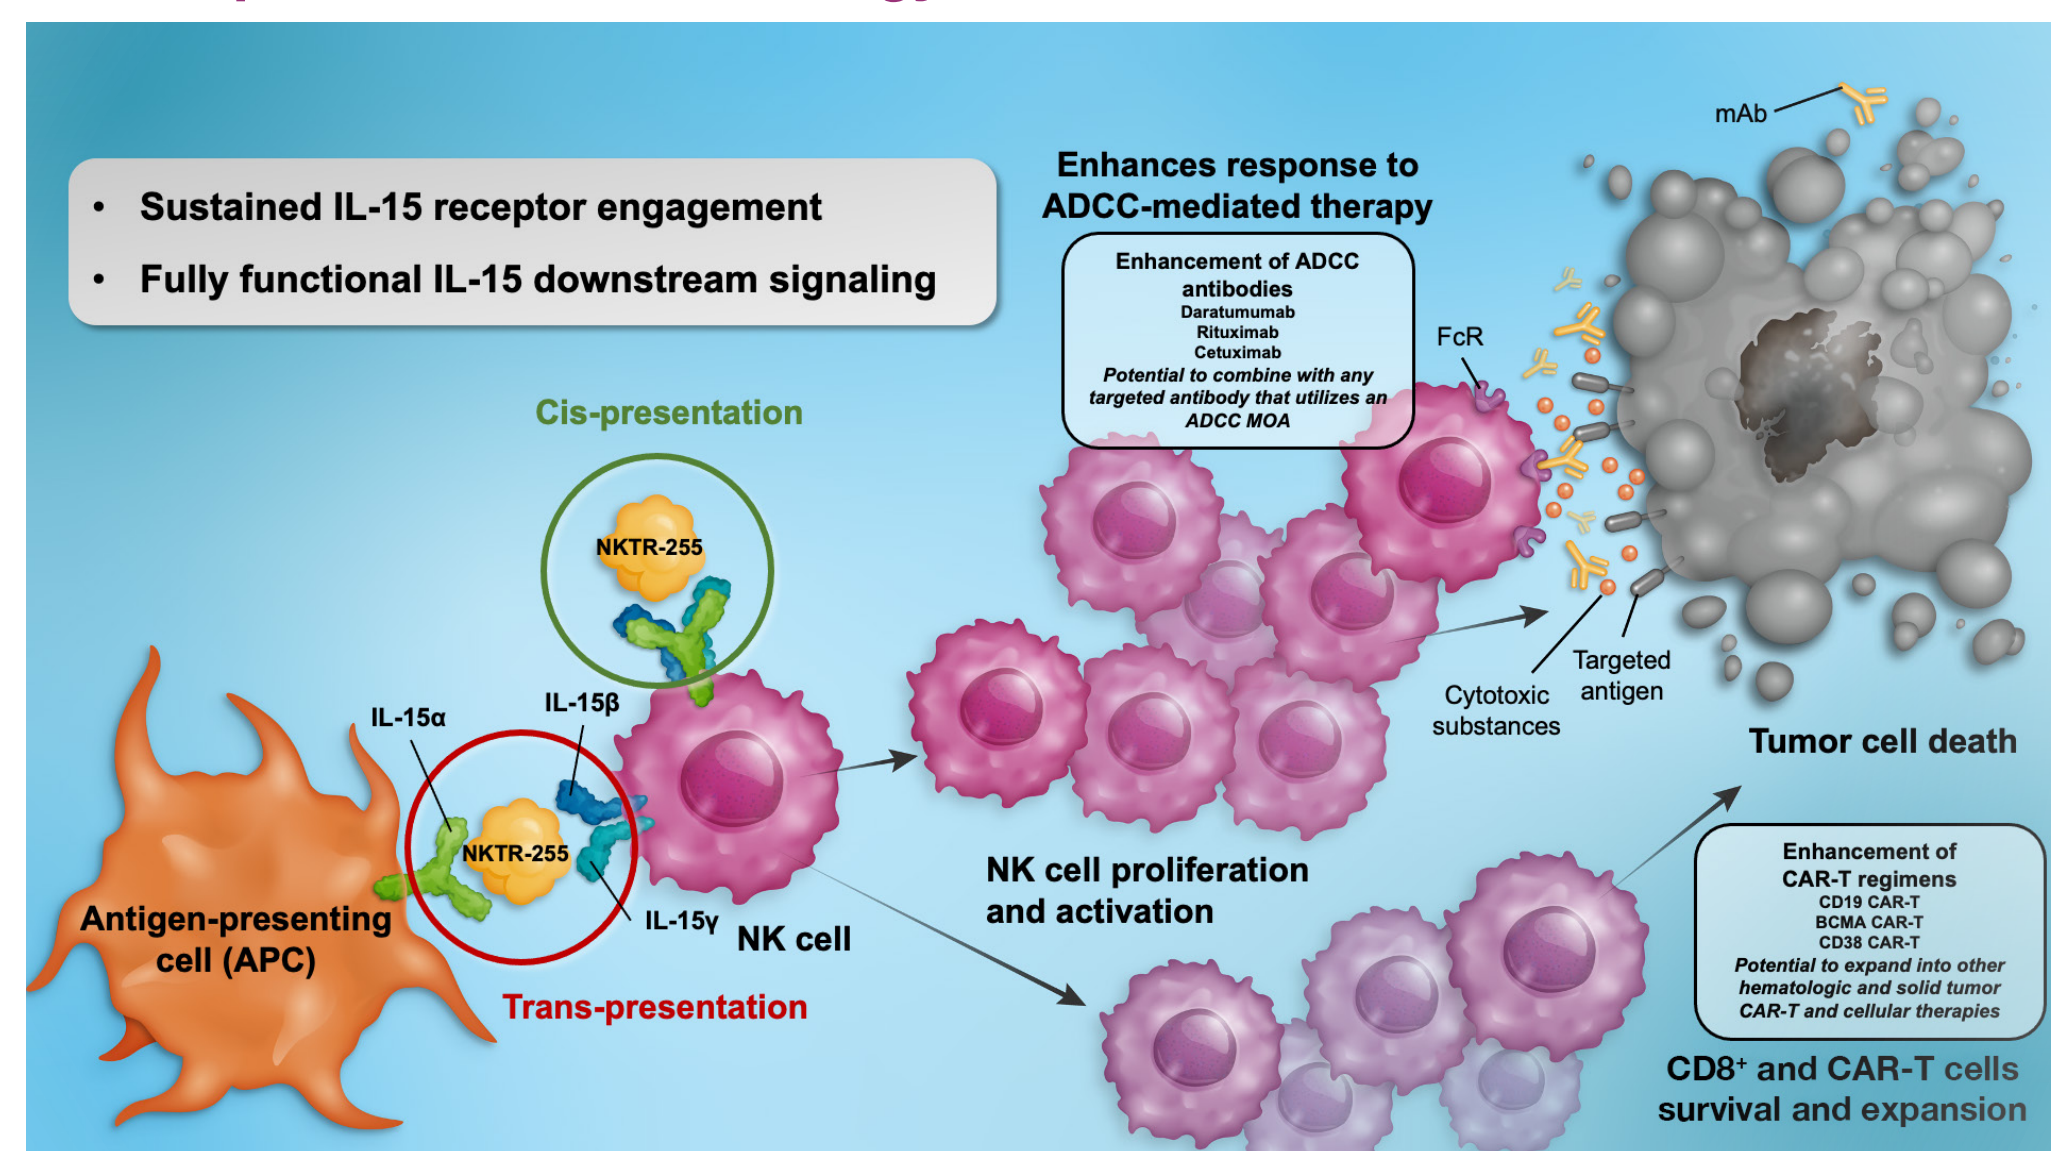 • Sustained IL-15 receptor engagement
• Fully functional IL-15 downstream signaling
Enhances response to
ADCC-mediated therapy
Enhancement of ADCC
antibodies
Daratumumab
Rituximab
Cetuximab
Potential to combine with any
targeted antibody that utilizes an
ADCC MOA
mAb
FcR
Cis-presentation
NKTR-255
IL-15α
IL-15β
NKTR-255
IL-15γ
NK cell
Antigen-presenting
cell (APC)
Trans-presentation
NK cell proliferation
and activation
Cytotoxic
substances
Targeted
antigen
Tumor cell death
Enhancement of
CAR-T regimens
CD19 CAR-T
BCMA CAR-T
CD38 CAR-T
Potential to expand into other
hematologic and solid tumor
CAR-T and cellular therapies
CD8⁺ and CAR-T cells
survival and expansion